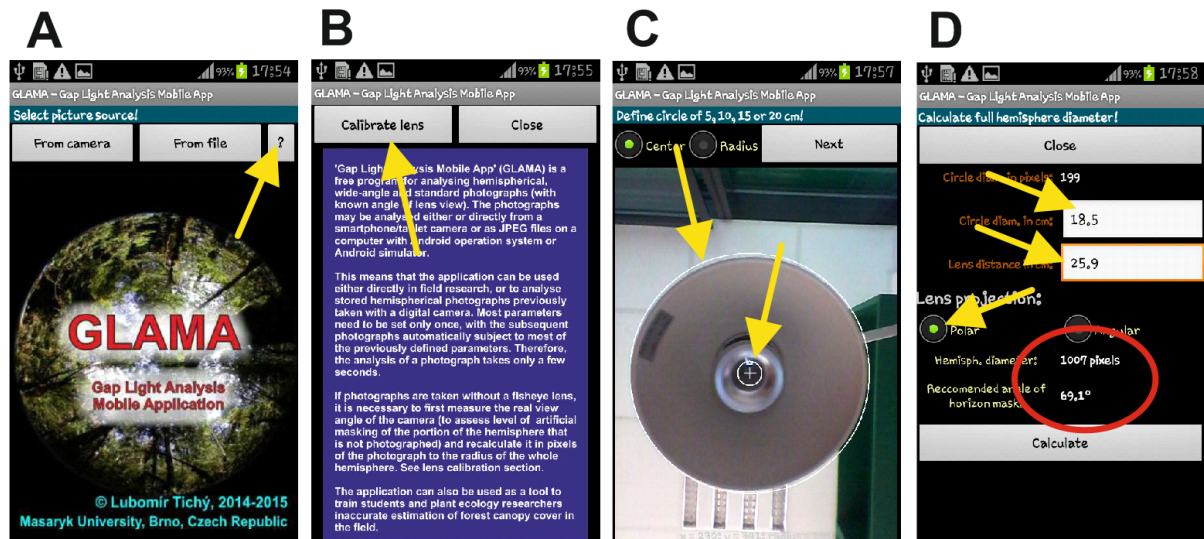 A
93% 17:54
GLAMA - Gap Light Analysis Mobile App
Select picture source!
From camera
From file
?
GLAMA
Gap Light Analysis
Mobile Application
© Lubomír Tichý, 2014-2015
Masaryk University, Brno, Czech Republic
B
93% 17:55
GLAMA - Gap Light Analysis Mobile App
Calibrate lens
Close
'Gap Light Analysis Mobile App' (GLAMA) is a
free program for analysing hemispherical,
wide-angle and standard photographs (with
known angle of lens view). The photographs
may be analysed either or directly from a
smartphone/tablet camera or as JPEG files on a
computer with Android operation system or
Android simulator.
This means that the application can be used
either directly in field research, or to analyse
stored hemispherical photographs previously
taken with a digital camera. Most parameters
need to be set only once, with the subsequent
photographs automatically subject to most of
the previously defined parameters. Therefore,
the analysis of a photograph takes only a few
seconds.
If photographs are taken without a fisheye lens,
it is necessary to first measure the real view
angle of the camera (to assess level of artificial
masking of the portion of the hemisphere that
is not photographed) and recalculate it in pixels
of the photograph to the radius of the whole
hemisphere. See lens calibration section.
The application can also be used as a tool to
train students and plant ecology researchers
inaccurate estimation of forest canopy cover in
the field.
C
93% 17:57
GLAMA - Gap Light Analysis Mobile App
Define circle of 5, 10, 15 or 20 cm!
Center
Radius
Next
D
93% 17:58
GLAMA - Gap Light Analysis Mobile App
Calculate full hemisphere diameter!
Close
Circle diam. in pixels: 199
Circle diam. in cm: 18.5
Lens distance in cm: 25.9
Lens projection:
Polar
Angular
Hemisph. diameter: 1007 pixels
Reccomended angle of
horizon mask: 69.1°
Calculate